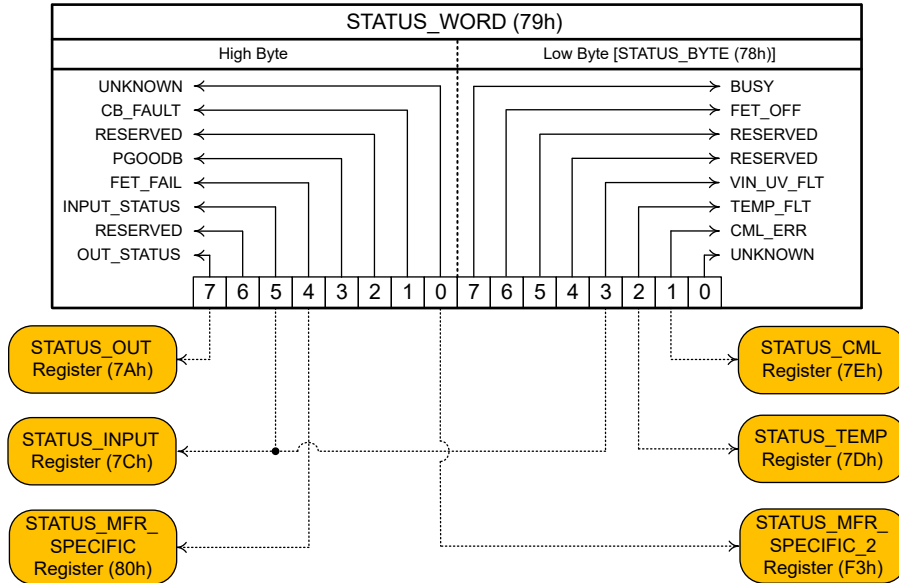 STATUS_WORD (79h)
High Byte
Low Byte [STATUS_BYTE (78h)]
UNKNOWN
CB_FAULT
RESERVED
PGOODB
FET_FAIL
INPUT_STATUS
RESERVED
OUT_STATUS
BUSY
FET_OFF
RESERVED
RESERVED
VIN_UV_FLT
TEMP_FLT
CML_ERR
UNKNOWN
7 6 5 4 3 2 1 0 7 6 5 4 3 2 1 0
STATUS_OUT
Register (7Ah)
STATUS_CML
Register (7Eh)
STATUS_INPUT
Register (7Ch)
STATUS_TEMP
Register (7Dh)
STATUS_MFR_
SPECIFIC
Register (80h)
STATUS_MFR_
SPECIFIC_2
Register (F3h)